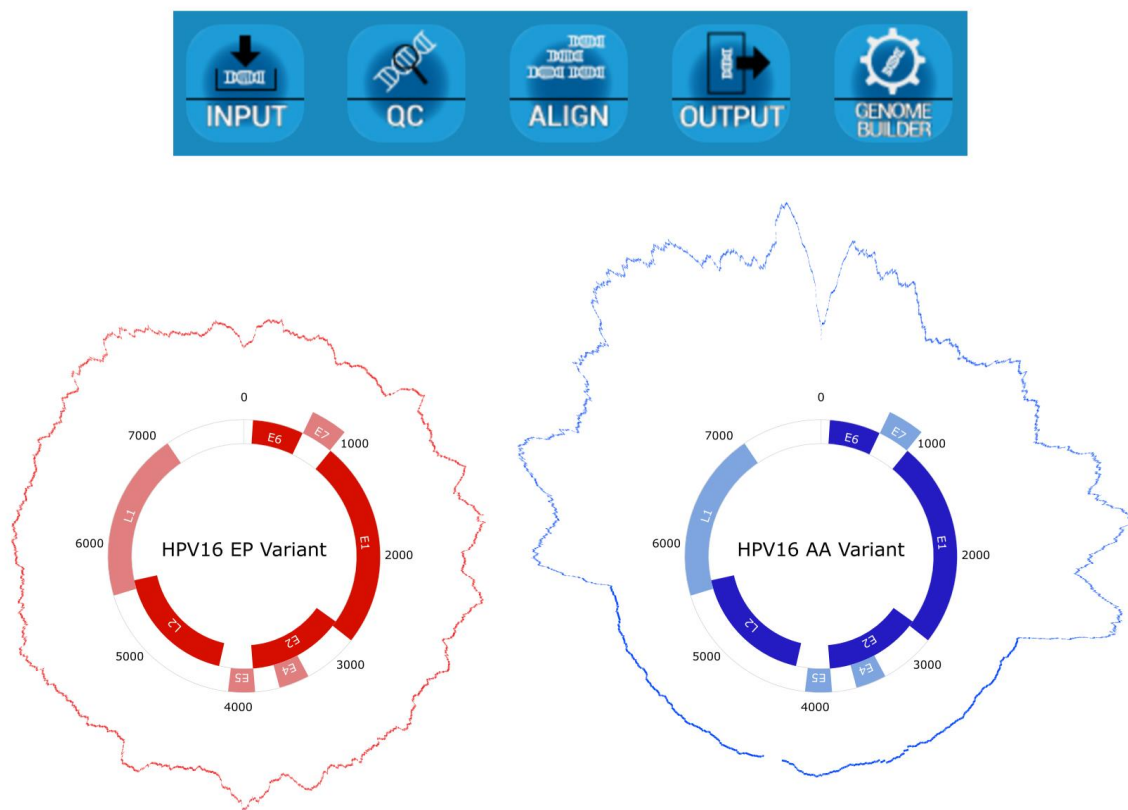 INPUT
QC
ALIGN
OUTPUT
GENOME
BUILDER
0
E6
E7
1000
E1
2000
E2
3000
E4
E5
4000
L2
5000
6000
L1
7000
HPV16 EP Variant
0
E6
E7
1000
E1
2000
E2
3000
E4
E5
4000
L2
5000
6000
L1
7000
HPV16 AA Variant